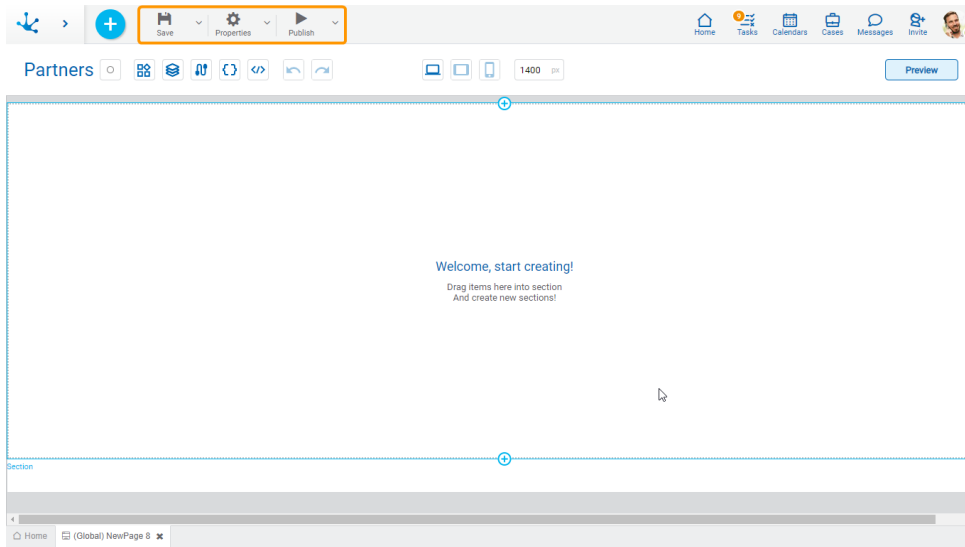 Save
Properties
Publish
Home
9
Tasks
Calendars
Cases
Messages
Invite
Partners
1400 px
Preview
Welcome, start creating!
Drag items here into section
And create new sections!
Section
Home
(Global) NewPage 8